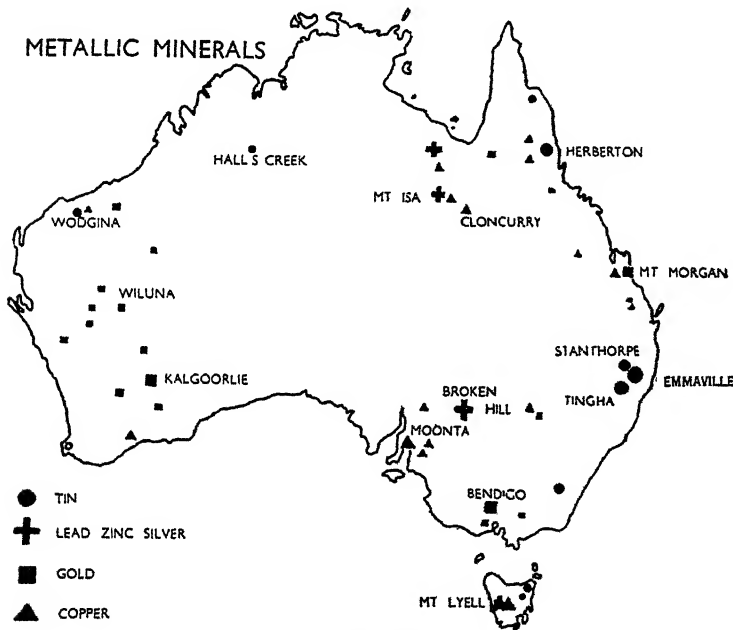 METALLIC MINERALS
HALL'S CREEK
HERBERTON
MT ISA
CLONCURRY
WODGINA
WILUNA
MT MORGAN
STANTHORPE
EMMAVILLE
TINGHA
KALGOORLIE
BROKEN
HILL
MOONTA
BENDIGO
TIN
LEAD ZINC SILVER
GOLD
COPPER
MT LYELL